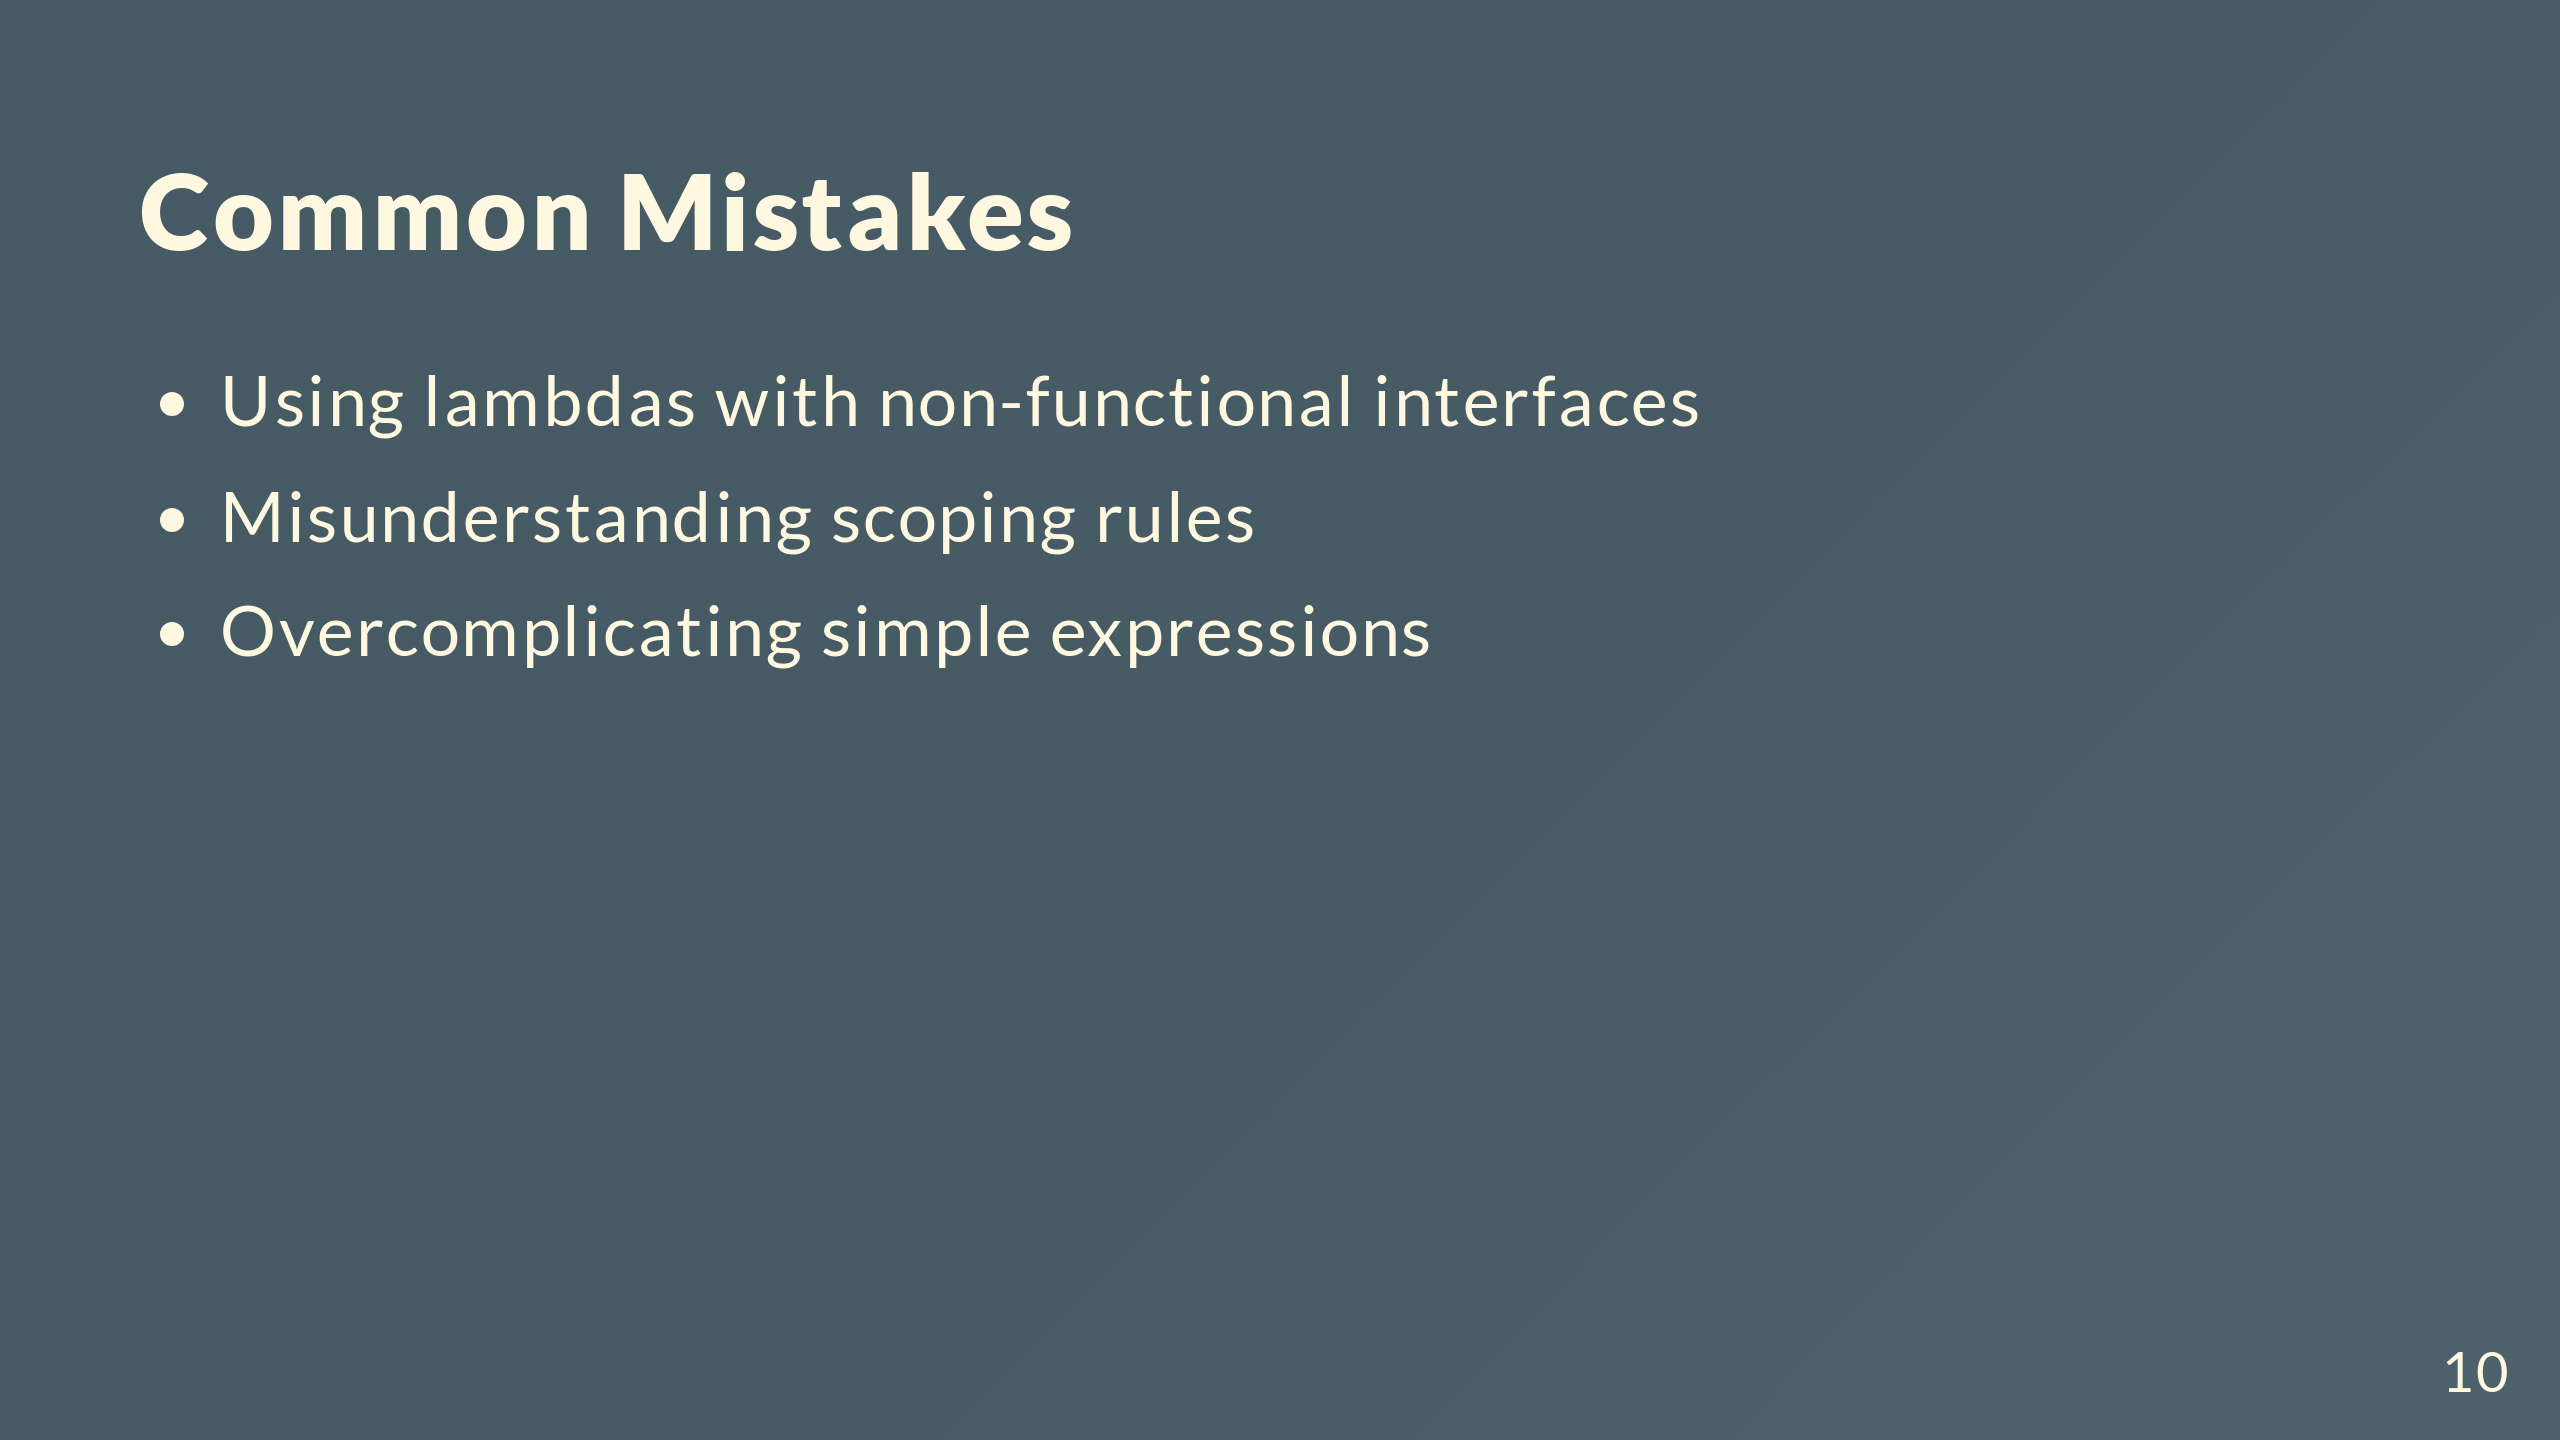 Common Mistakes
• Using lambdas with non-functional interfaces
• Misunderstanding scoping rules
• Overcomplicating simple expressions
10